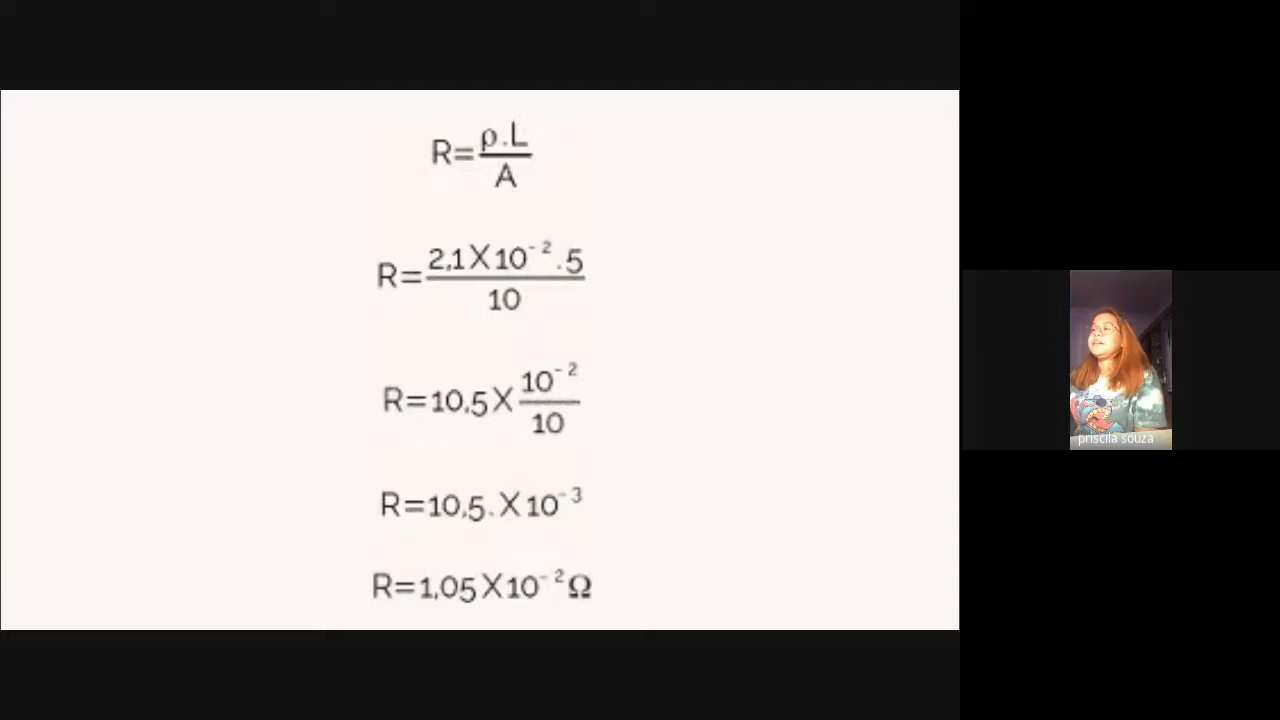 R=ρ.L/A
R=2,1X10⁻².5/10
R=10,5X10⁻²/10
R=10,5.X10⁻³
R=1,05X10⁻²Ω
priscila souza